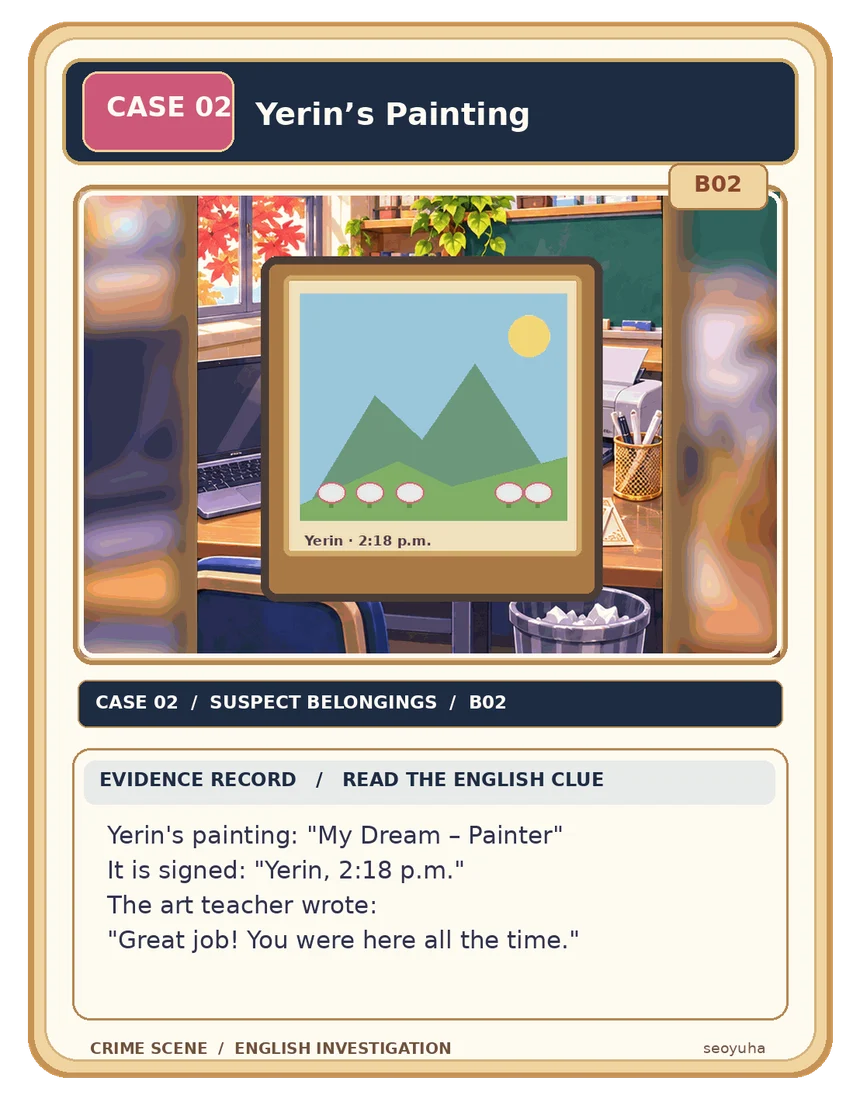 CASE 02
Yerin’s Painting
B02
Yerin · 2:18 p.m.
CASE 02 / SUSPECT BELONGINGS / B02
EVIDENCE RECORD / READ THE ENGLISH CLUE
Yerin's painting: "My Dream – Painter"
It is signed: "Yerin, 2:18 p.m."
The art teacher wrote:
"Great job! You were here all the time."
CRIME SCENE / ENGLISH INVESTIGATION
seoyuha